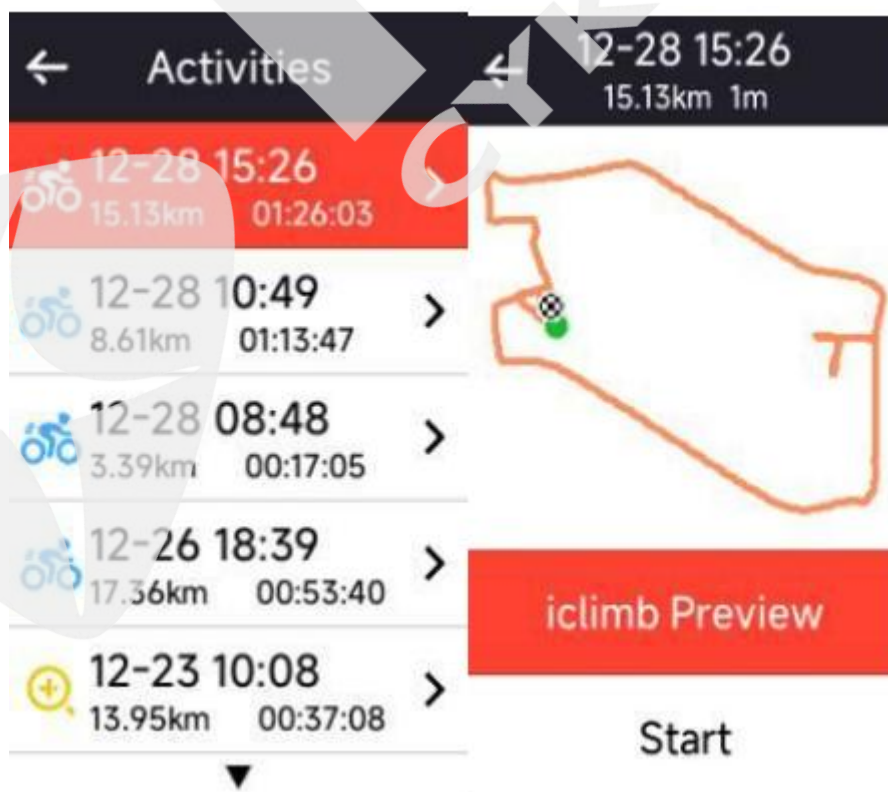 Activities
12-28 15:26
15.13km 01:26:03
12-28 10:49
8.61km 01:13:47
12-28 08:48
3.39km 00:17:05
12-26 18:39
17.36km 00:53:40
12-23 10:08
13.95km 00:37:08
12-28 15:26
15.13km 1m
iclimb Preview
Start
CYK